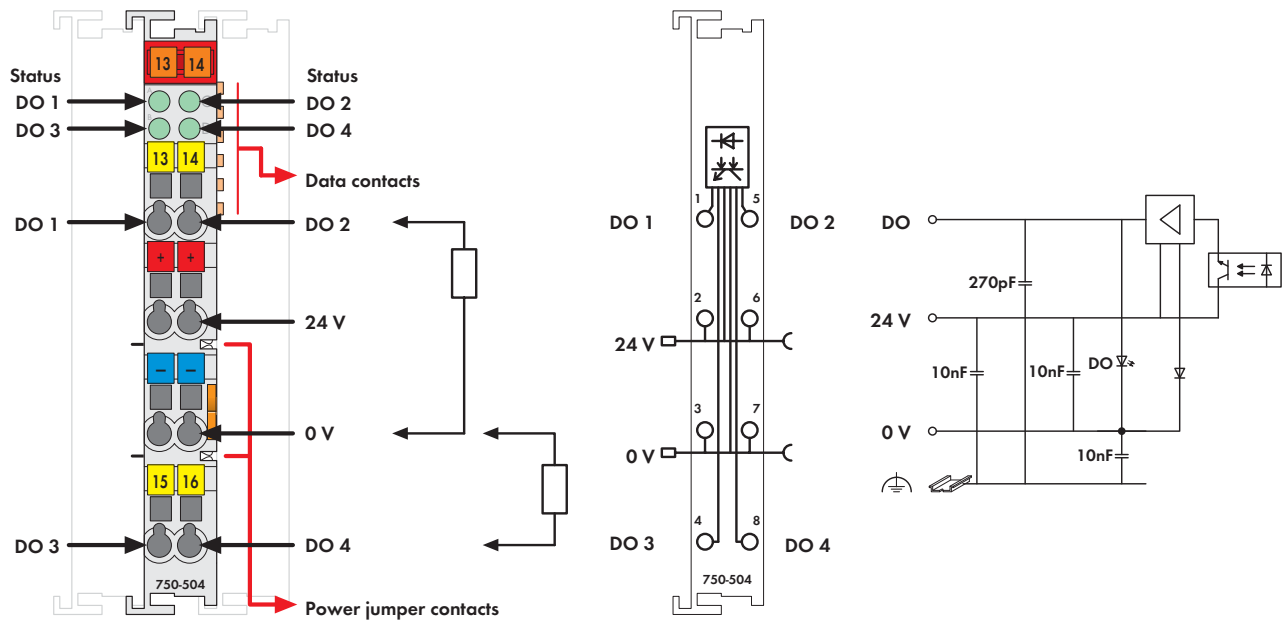 13 14
Status
Status
DO 1
DO 2
DO 3
DO 4
13 14
Data contacts
DO 1
DO 2
+ +
24 V
− −
0 V
15 16
DO 3
DO 4
750-504
Power jumper contacts
1 5
DO 1
DO 2
2 6
24 V
3 7
0 V
4 8
DO 3
DO 4
750-504
DO
270pF
24 V
10nF
10nF
DO
0 V
10nF